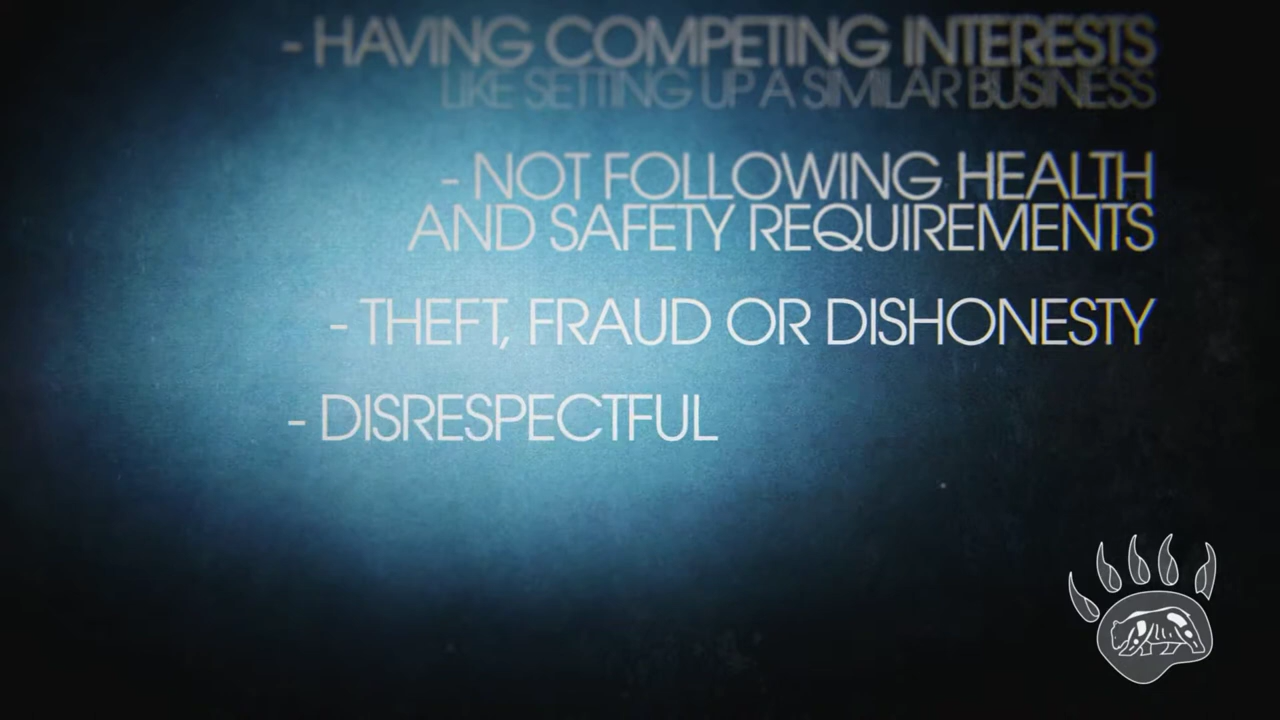 - HAVING COMPETING INTERESTS
LIKE SETTING UP A SIMILAR BUSINESS
- NOT FOLLOWING HEALTH
AND SAFETY REQUIREMENTS
- THEFT, FRAUD OR DISHONESTY
- DISRESPECTFUL